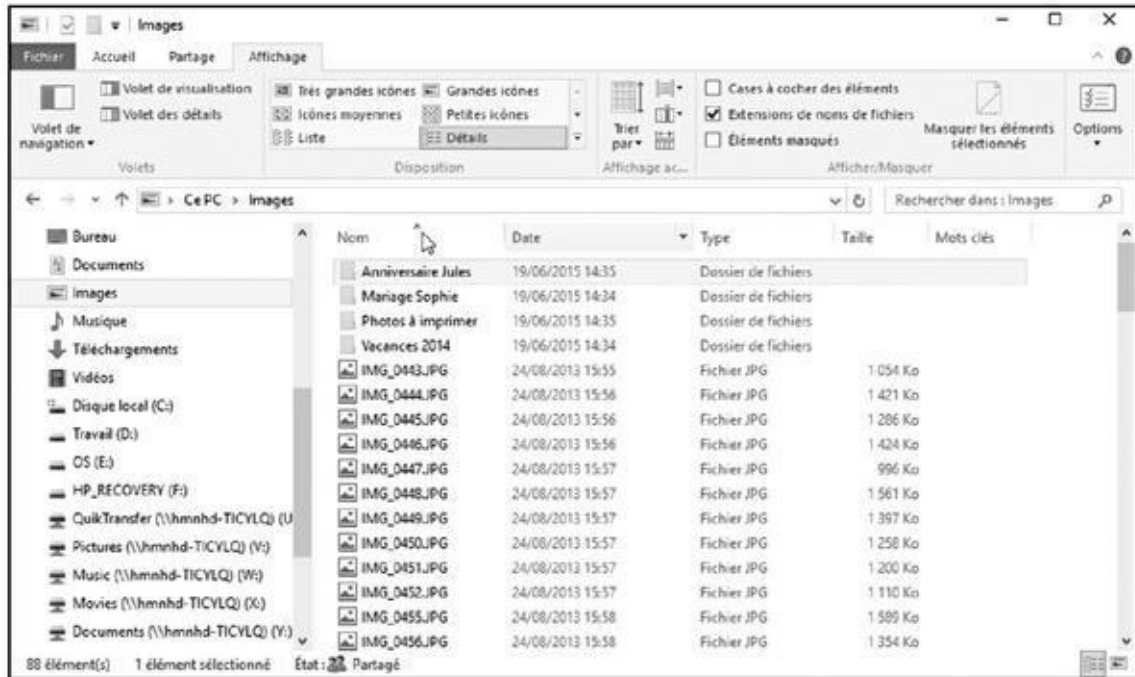 Images
Fichier Accueil Partage Affichage
Volet de navigation
Volet de visualisation
Volet des détails
Volets
Très grandes icônes Grandes icônes
Icônes moyennes Petites icônes
Liste Détails
Disposition
Trier par
Affichage ac...
Cases à cocher des éléments
Extensions de noms de fichiers
Éléments masqués
Masquer les éléments sélectionnés
Afficher/Masquer
Options
Ce PC > Images
Rechercher dans : Images
Bureau
Documents
Images
Musique
Téléchargements
Vidéos
Disque local (C:)
Travail (D:)
OS (E:)
HP_RECOVERY (F:)
QuikTransfer (\\hmnhd-TICYLQ) (U
Pictures (\\hmnhd-TICYLQ) (V:)
Music (\\hmnhd-TICYLQ) (W:)
Movies (\\hmnhd-TICYLQ) (X:)
Documents (\\hmnhd-TICYLQ) (Y:)
Nom Date Type Taille Mots clés
Anniversaire Jules 19/06/2015 14:35 Dossier de fichiers
Mariage Sophie 19/06/2015 14:34 Dossier de fichiers
Photos à imprimer 19/06/2015 14:35 Dossier de fichiers
Vacances 2014 19/06/2015 14:34 Dossier de fichiers
IMG_0443.JPG 24/08/2013 15:55 Fichier JPG 1 054 Ko
IMG_0444.JPG 24/08/2013 15:56 Fichier JPG 1 421 Ko
IMG_0445.JPG 24/08/2013 15:56 Fichier JPG 1 286 Ko
IMG_0446.JPG 24/08/2013 15:56 Fichier JPG 1 424 Ko
IMG_0447.JPG 24/08/2013 15:57 Fichier JPG 996 Ko
IMG_0448.JPG 24/08/2013 15:57 Fichier JPG 1 561 Ko
IMG_0449.JPG 24/08/2013 15:57 Fichier JPG 1 397 Ko
IMG_0450.JPG 24/08/2013 15:57 Fichier JPG 1 258 Ko
IMG_0451.JPG 24/08/2013 15:57 Fichier JPG 1 200 Ko
IMG_0452.JPG 24/08/2013 15:57 Fichier JPG 1 110 Ko
IMG_0455.JPG 24/08/2013 15:58 Fichier JPG 1 589 Ko
IMG_0456.JPG 24/08/2013 15:58 Fichier JPG 1 354 Ko
88 élément(s) 1 élément sélectionné État : Partagé